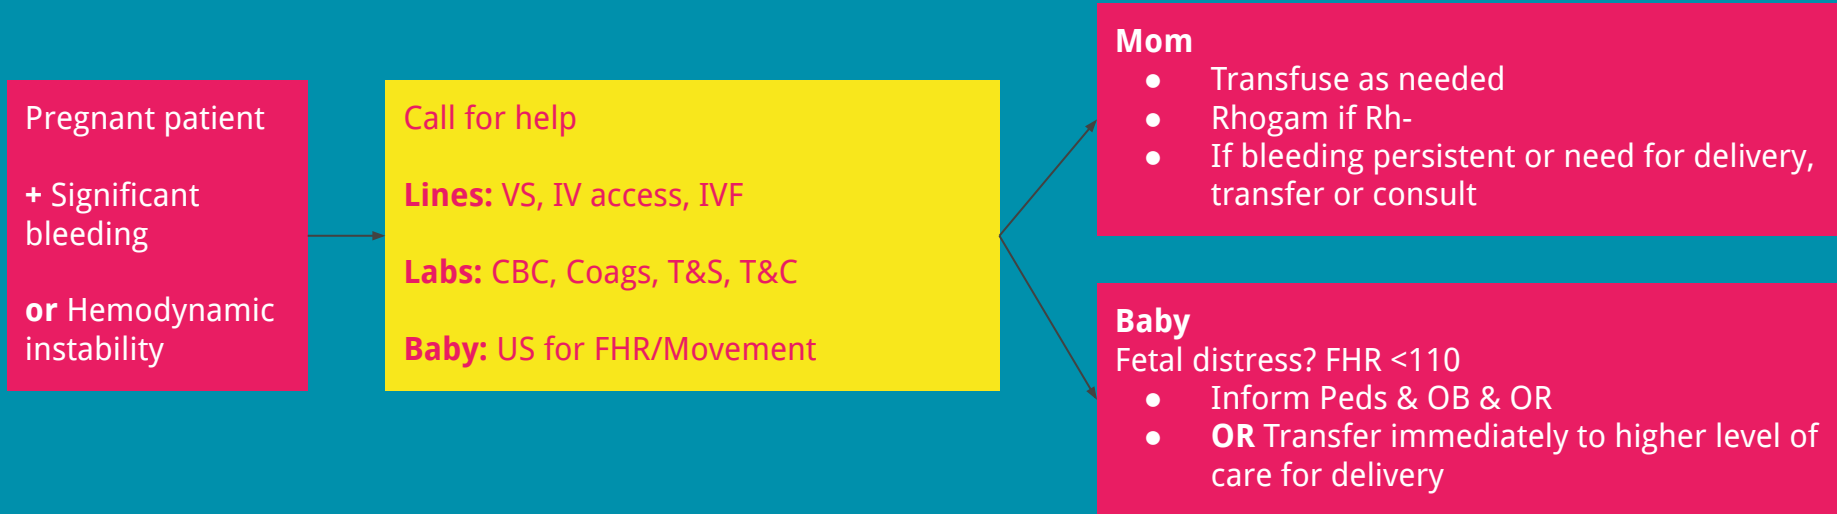 Pregnant patient
+ Significant
bleeding
or Hemodynamic
instability
Call for help
Lines: VS, IV access, IVF
Labs: CBC, Coags, T&S, T&C
Baby: US for FHR/Movement
Mom
● Transfuse as needed
● Rhogam if Rh-
● If bleeding persistent or need for delivery,
transfer or consult
Baby
Fetal distress? FHR <110
● Inform Peds & OB & OR
● OR Transfer immediately to higher level of
care for delivery